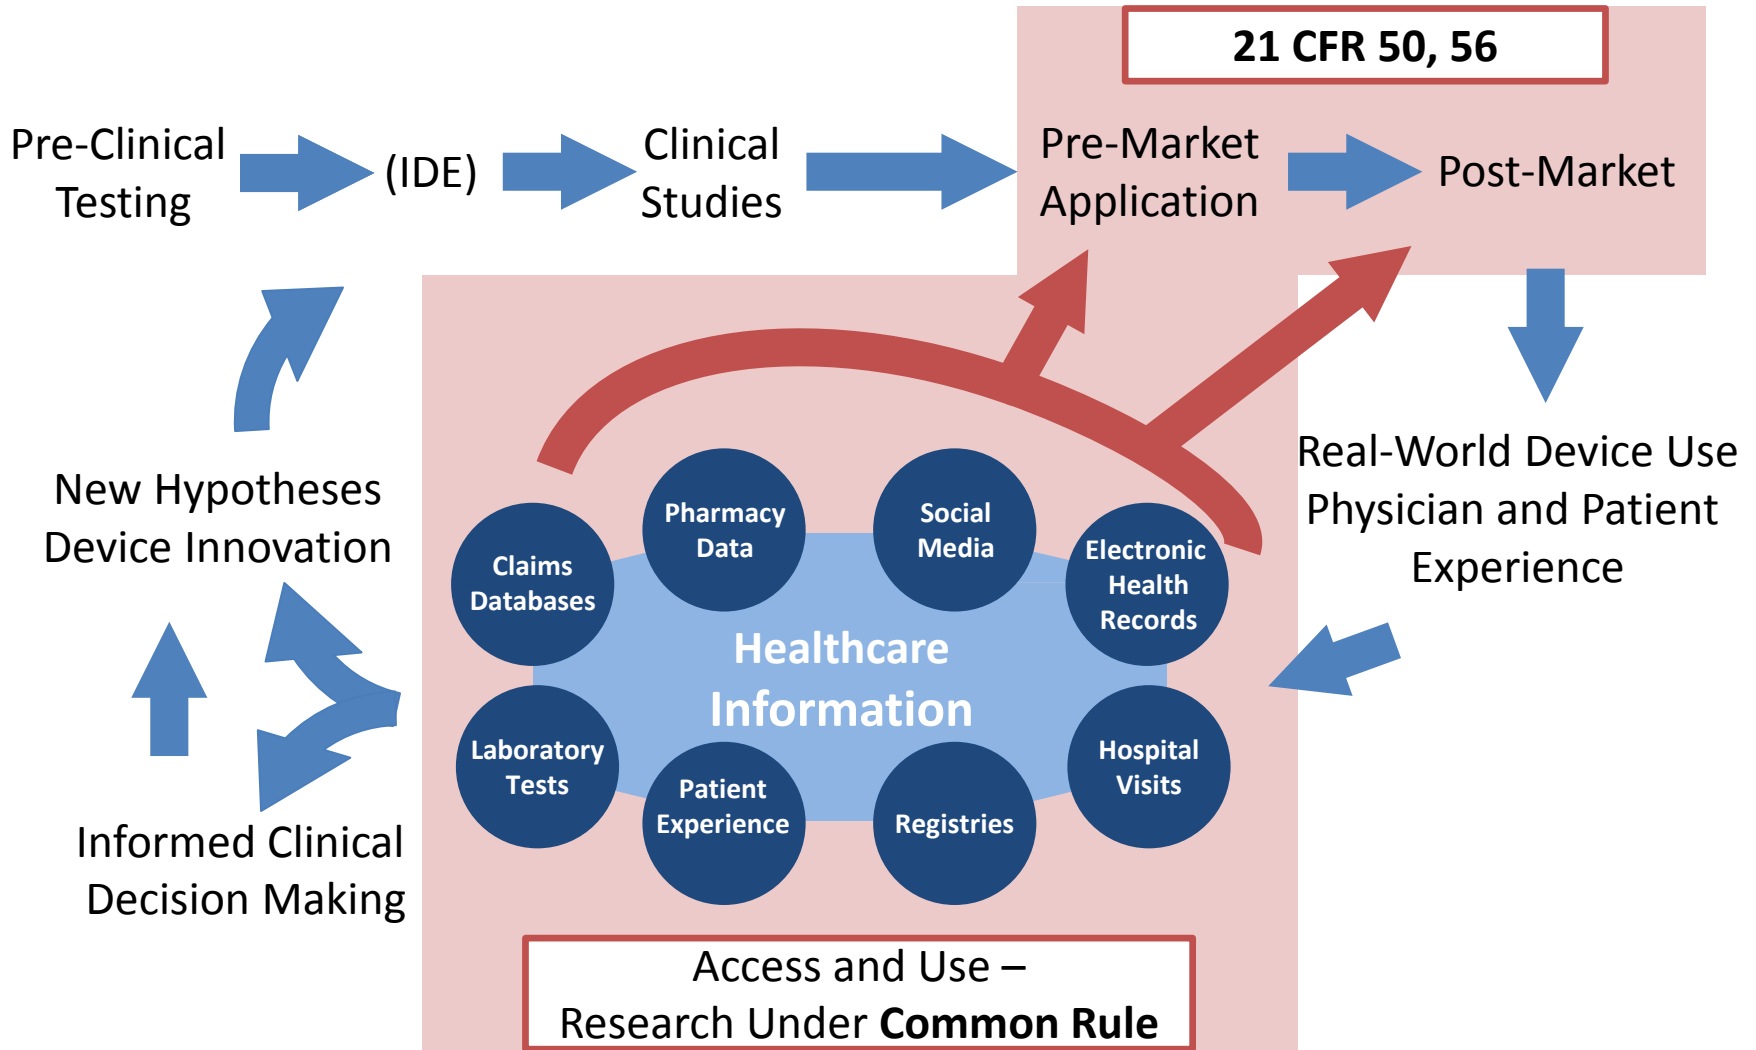 21 CFR 50, 56
Pre-Clinical
Testing
(IDE)
Clinical
Studies
Pre-Market
Application
Post-Market
Real-World Device Use
Physician and Patient
Experience
New Hypotheses
Device Innovation
Informed Clinical
Decision Making
Claims
Databases
Pharmacy
Data
Social
Media
Electronic
Health
Records
Healthcare
Information
Laboratory
Tests
Patient
Experience
Registries
Hospital
Visits
Access and Use –
Research Under Common Rule